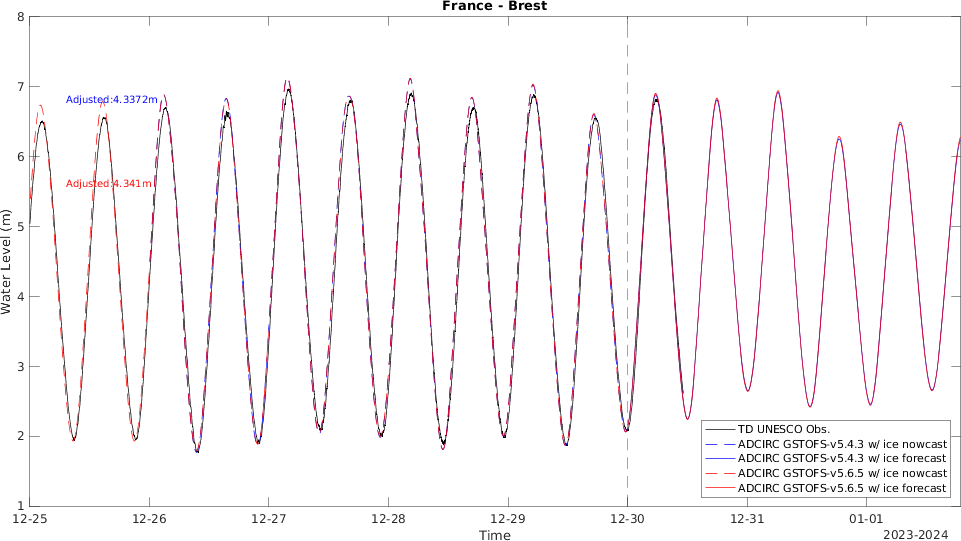 France - Brest
8
7
6
5
4
3
2
1
Water Level (m)
Adjusted:4.3372m
Adjusted:4.341m
TD UNESCO Obs.
ADCIRC GSTOFS-v5.4.3 w/ ice nowcast
ADCIRC GSTOFS-v5.4.3 w/ ice forecast
ADCIRC GSTOFS-v5.6.5 w/ ice nowcast
ADCIRC GSTOFS-v5.6.5 w/ ice forecast
12-25 12-26 12-27 12-28 12-29 12-30 12-31 01-01
Time
2023-2024